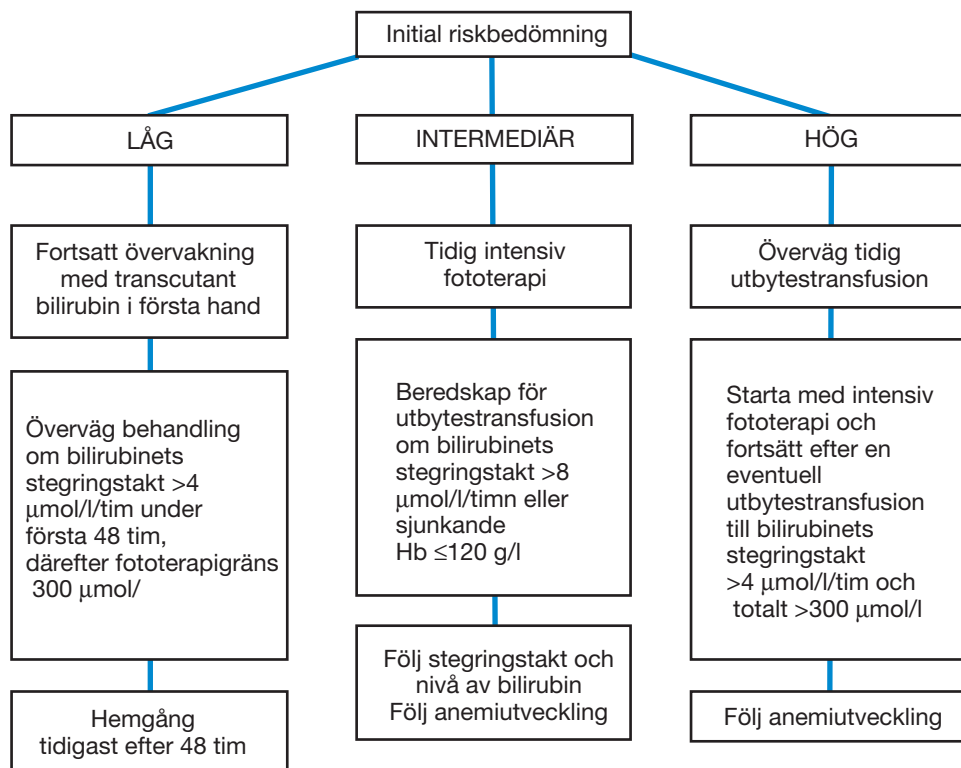 Initial riskbedömning
LÅG
Fortsatt övervakning
med transcutant
bilirubin i första hand
Överväg behandling
om bilirubinets
stegringstakt >4
µmol/l/tim under
första 48 tim,
därefter fototerapigräns
300 µmol/
Hemgång
tidigast efter 48 tim
INTERMEDIÄR
Tidig intensiv
fototerapi
Beredskap för
utbytestransfusion
om bilirubinets
stegringstakt >8
µmol/l/timn eller
sjunkande
Hb ≤120 g/l
Följ stegringstakt och
nivå av bilirubin
Följ anemiutveckling
HÖG
Överväg tidig
utbytestransfusion
Starta med intensiv
fototerapi och
fortsätt efter en
eventuell
utbytestransfusion
till bilirubinets
stegringstakt
>4 µmol/l/tim och
totalt >300 µmol/l
Följ anemiutveckling